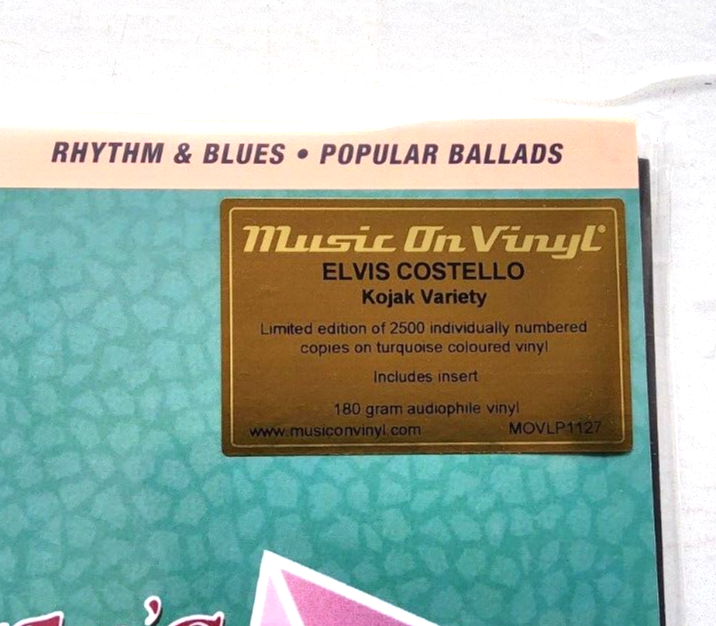 RHYTHM & BLUES • POPULAR BALLADS
Music On Vinyl®
ELVIS COSTELLO
Kojak Variety
Limited edition of 2500 individually numbered
copies on turquoise coloured vinyl
Includes insert
180 gram audiophile vinyl
www.musiconvinyl.com MOVLP1127